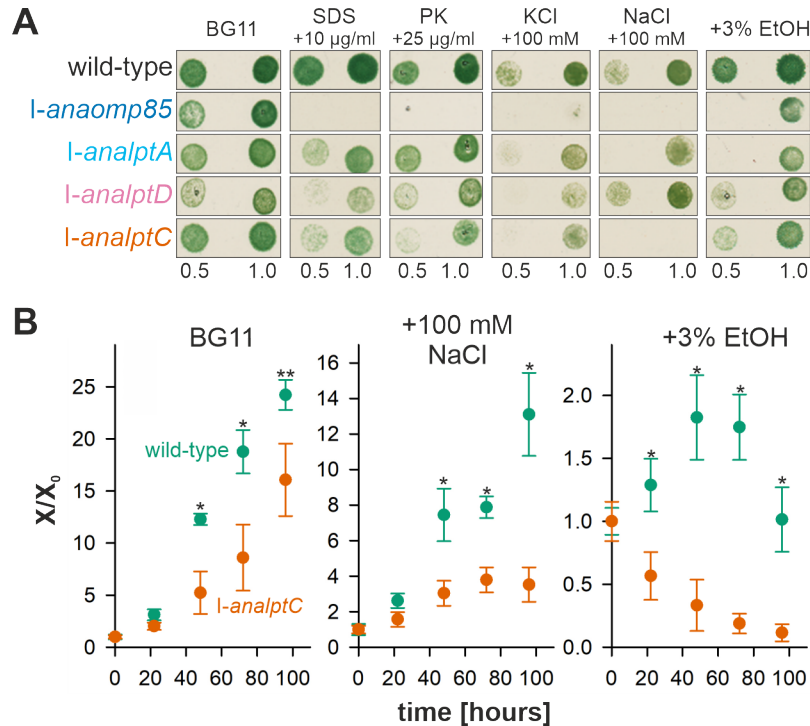 A
BG11
SDS
+10 µg/ml
PK
+25 µg/ml
KCl
+100 mM
NaCl
+100 mM
+3% EtOH
wild-type
I-anaomp85
I-analptA
I-analptD
I-analptC
0.5 1.0 0.5 1.0 0.5 1.0 0.5 1.0 0.5 1.0 0.5 1.0
B
BG11
+100 mM
NaCl
+3% EtOH
X/X0
25
20
15
10
5
0
wild-type
I-analptC
* * **
0 20 40 60 80 100
16
14
12
10
8
6
4
2
0
* * *
0 20 40 60 80 100
2.0
1.5
1.0
0.5
0.0
* * * *
0 20 40 60 80 100
time [hours]